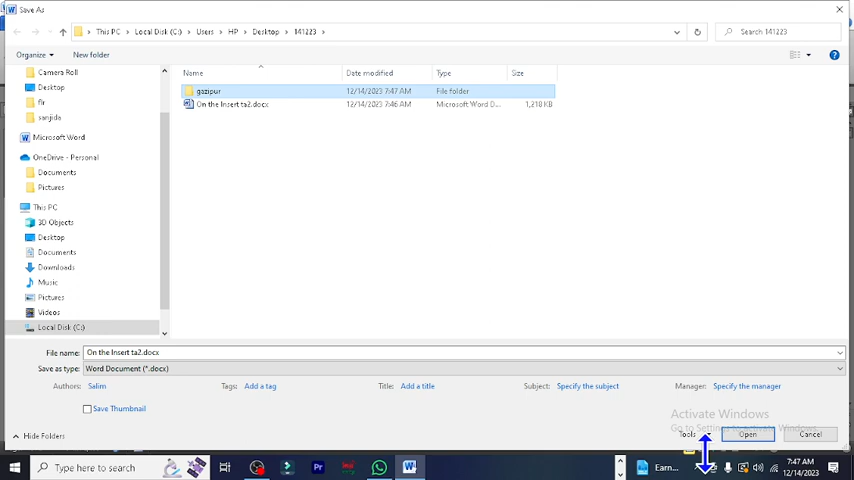 Save As
This PC > Local Disk (C:) > Users > HP > Desktop > 141223 >
Search 141223
Organize
New folder
Name
Date modified
Type
Size
Camera Roll
Desktop
fir
sanjida
Microsoft Word
OneDrive - Personal
Documents
Pictures
This PC
3D Objects
Desktop
Documents
Downloads
Music
Pictures
Videos
Local Disk (C:)
gazipur 12/14/2023 7:47 AM File folder
On the Insert ta2.docx 12/14/2023 7:46 AM Microsoft Word D... 1,218 KB
File name: On the Insert ta2.docx
Save as type: Word Document (*.docx)
Authors: Salim
Tags: Add a tag
Title: Add a title
Subject: Specify the subject
Manager: Specify the manager
Save Thumbnail
Activate Windows
Go to Settings to activate Windows.
Hide Folders
Tools
Open
Cancel
Type here to search
Pr
Earn...
7:47 AM
12/14/2023